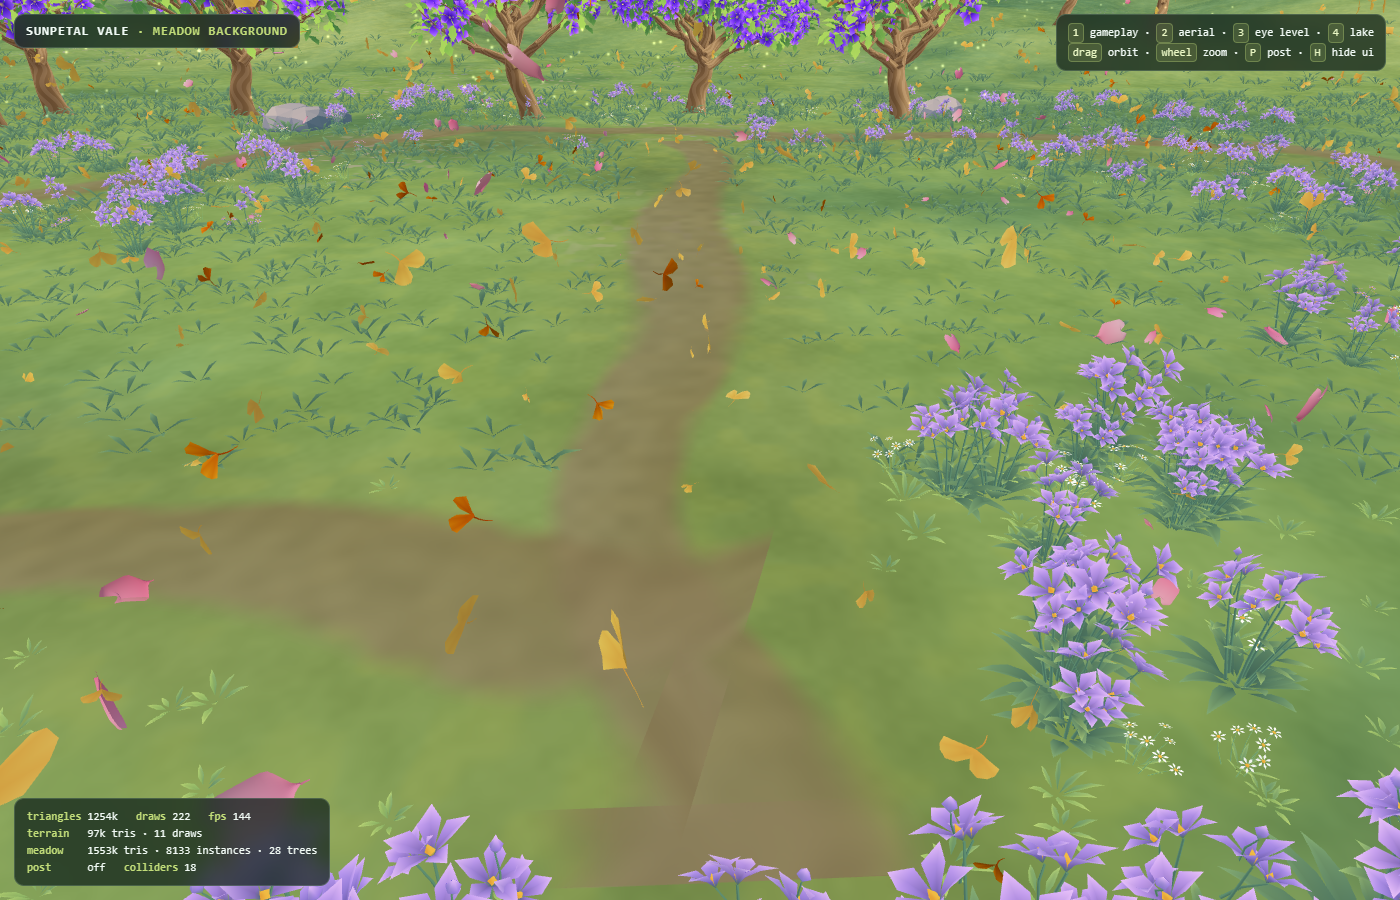 SUNPETAL VALE · MEADOW BACKGROUND
1 gameplay · 2 aerial · 3 eye level · 4 lake
drag orbit · wheel zoom · P post · H hide ui
triangles 1254k draws 222 fps 144
terrain 97k tris · 11 draws
meadow 1553k tris · 8133 instances · 28 trees
post off colliders 18